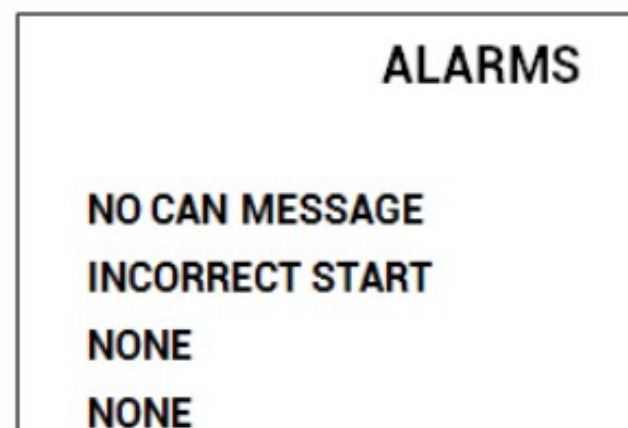 ALARMS
NO CAN MESSAGE
INCORRECT START
NONE
NONE